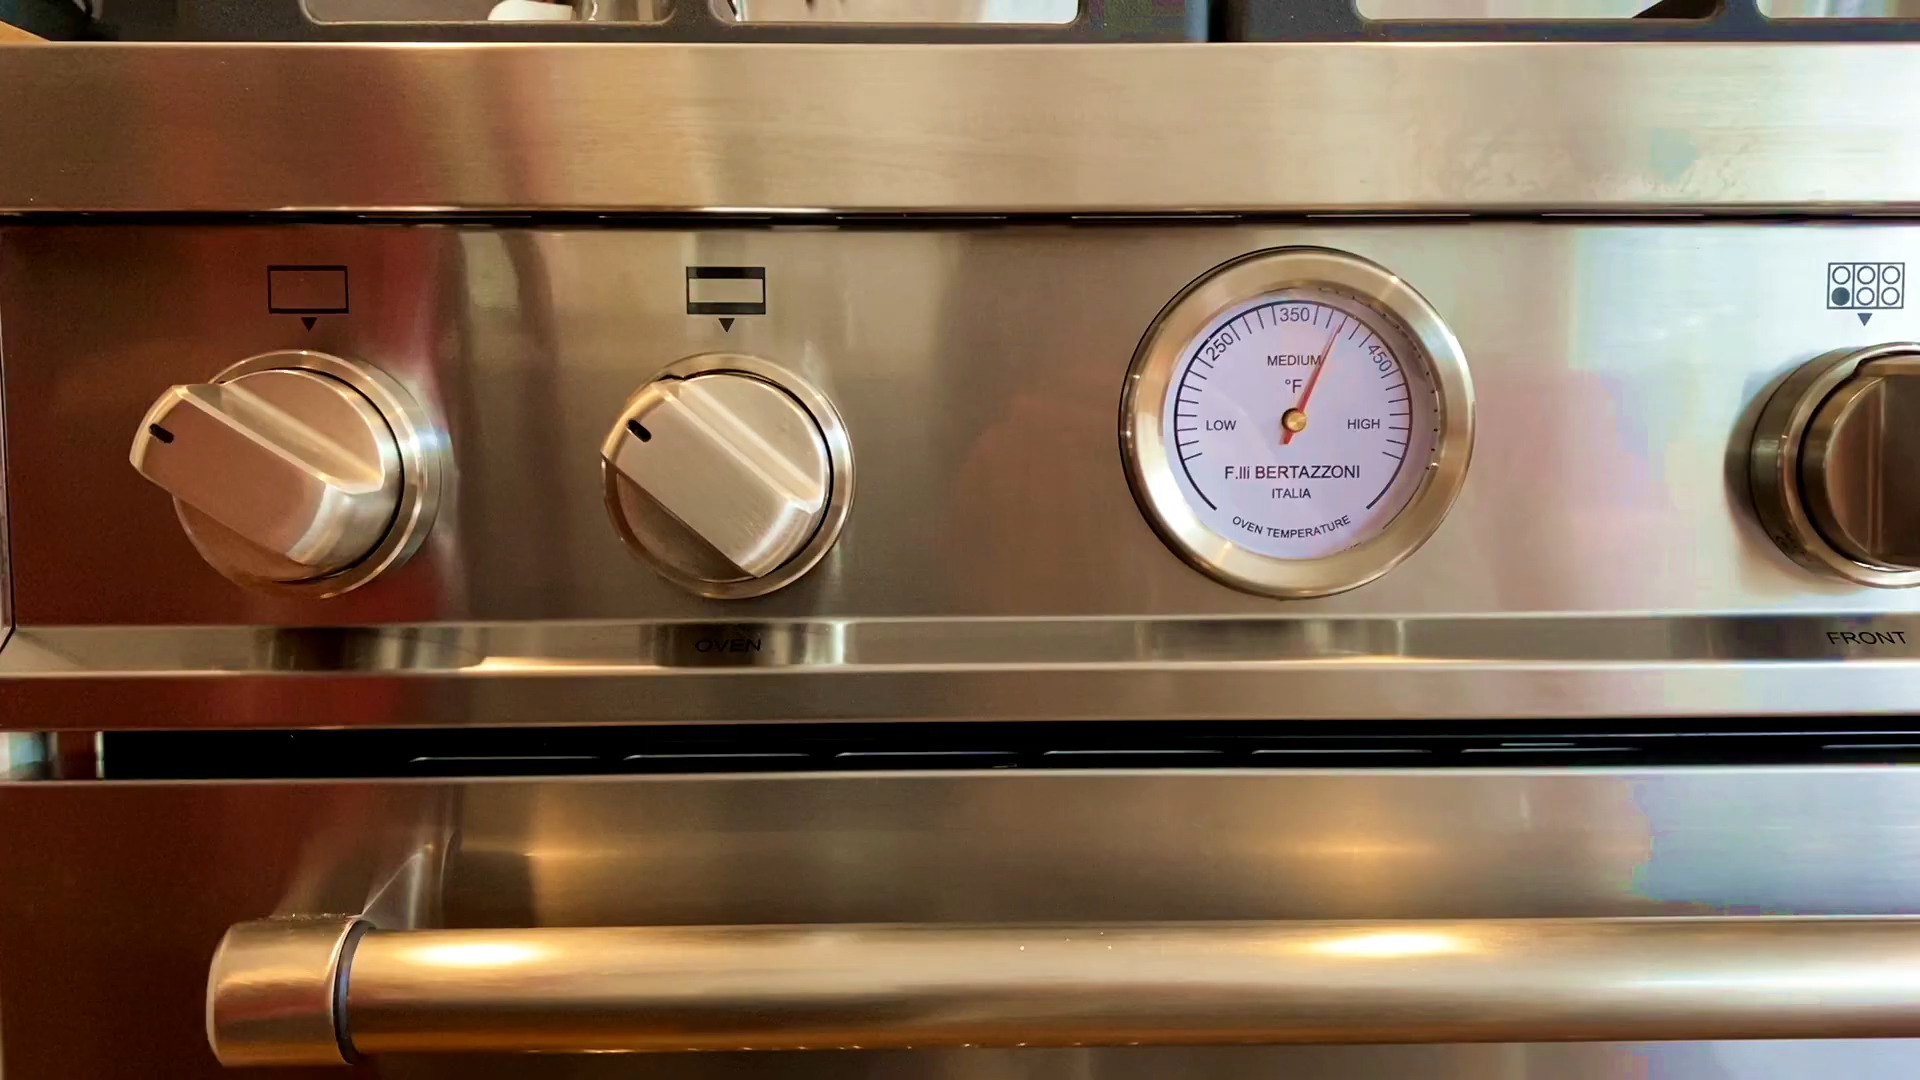 250 350 450
MEDIUM
°F
LOW HIGH
F.lli BERTAZZONI
ITALIA
OVEN TEMPERATURE
OVEN
FRONT